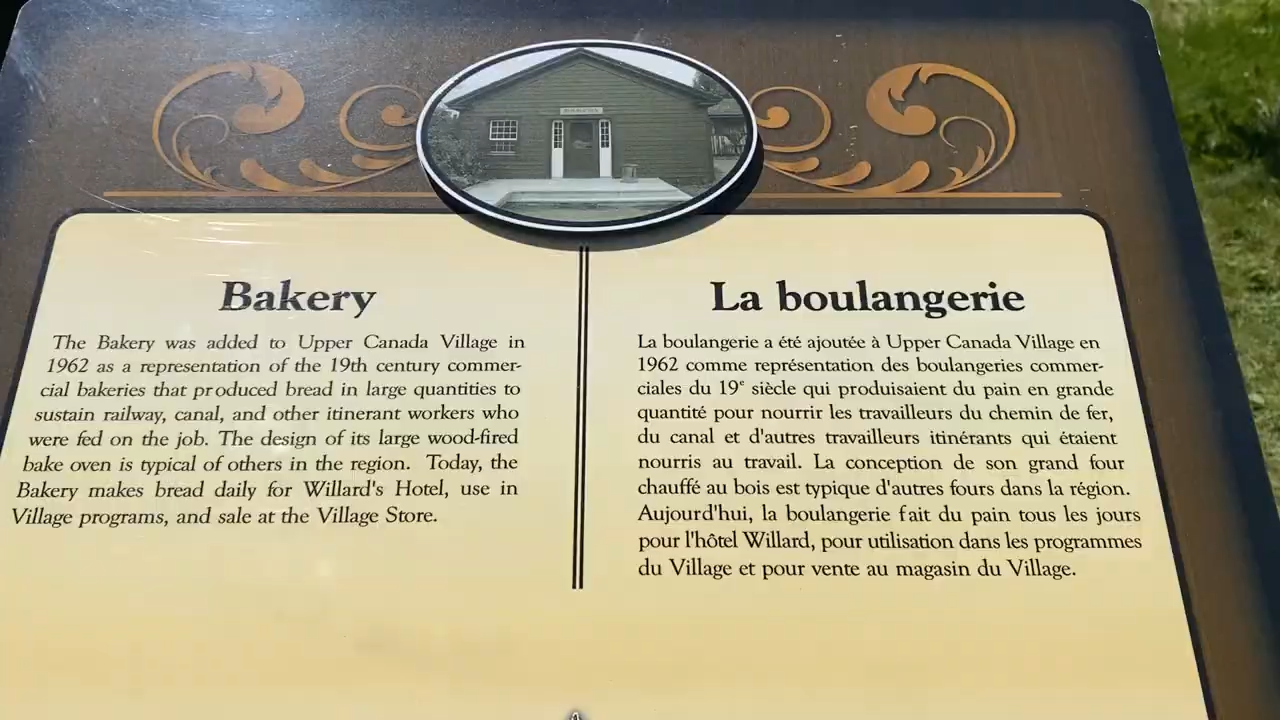 BAKERY
Bakery
The Bakery was added to Upper Canada Village in
1962 as a representation of the 19th century commer-
cial bakeries that produced bread in large quantities to
sustain railway, canal, and other itinerant workers who
were fed on the job. The design of its large wood-fired
bake oven is typical of others in the region. Today, the
Bakery makes bread daily for Willard's Hotel, use in
Village programs, and sale at the Village Store.
La boulangerie
La boulangerie a été ajoutée à Upper Canada Village en
1962 comme représentation des boulangeries commer-
ciales du 19e siècle qui produisaient du pain en grande
quantité pour nourrir les travailleurs du chemin de fer,
du canal et d'autres travailleurs itinérants qui étaient
nourris au travail. La conception de son grand four
chauffé au bois est typique d'autres fours dans la région.
Aujourd'hui, la boulangerie fait du pain tous les jours
pour l'hôtel Willard, pour utilisation dans les programmes
du Village et pour vente au magasin du Village.